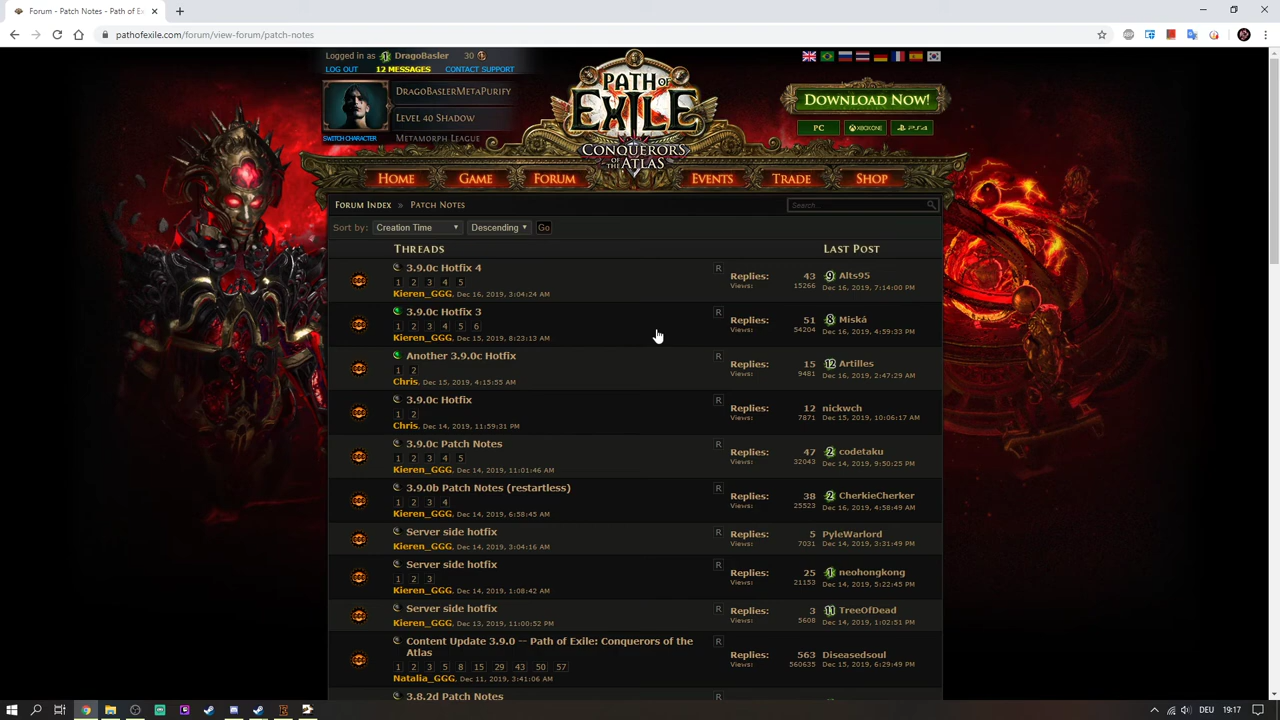 Forum - Patch Notes - Path of Ex
pathofexile.com/forum/view-forum/patch-notes
Logged in as DragoBasler 30
LOG OUT 12 MESSAGES CONTACT SUPPORT
DragoBaslerMetaPurify
Level 40 Shadow
Metamorph League
SWITCH CHARACTER
PATH OF EXILE
CONQUERORS OF THE ATLAS
DOWNLOAD NOW!
PC XBOX ONE PS4
HOME GAME FORUM EVENTS TRADE SHOP
Forum Index » Patch Notes
Search...
Sort by: Creation Time Descending Go
THREADS LAST POST
3.9.0c Hotfix 4
1 2 3 4 5
Kieren_GGG, Dec 16, 2019, 3:04:24 AM
R
Replies: 43
Views: 15266
9 Alts95
Dec 16, 2019, 7:14:00 PM
3.9.0c Hotfix 3
1 2 3 4 5 6
Kieren_GGG, Dec 15, 2019, 8:23:13 AM
R
Replies: 51
Views: 54204
8 Miská
Dec 16, 2019, 4:59:33 PM
Another 3.9.0c Hotfix
1 2
Chris, Dec 15, 2019, 4:15:55 AM
R
Replies: 15
Views: 9481
12 Artilles
Dec 16, 2019, 2:47:29 AM
3.9.0c Hotfix
1 2
Chris, Dec 14, 2019, 11:59:31 PM
R
Replies: 12
Views: 7871
nickwch
Dec 15, 2019, 10:06:17 AM
3.9.0c Patch Notes
1 2 3 4 5
Kieren_GGG, Dec 14, 2019, 11:01:46 AM
R
Replies: 47
Views: 32043
2 codetaku
Dec 14, 2019, 9:50:25 PM
3.9.0b Patch Notes (restartless)
1 2 3 4
Kieren_GGG, Dec 14, 2019, 6:58:45 AM
R
Replies: 38
Views: 25523
2 CherkieCherker
Dec 16, 2019, 4:58:49 AM
Server side hotfix
Kieren_GGG, Dec 14, 2019, 3:04:16 AM
R
Replies: 5
Views: 7031
PyleWarlord
Dec 14, 2019, 3:31:49 PM
Server side hotfix
1 2 3
Kieren_GGG, Dec 14, 2019, 1:08:42 AM
R
Replies: 25
Views: 21153
1 neohongkong
Dec 14, 2019, 5:22:45 PM
Server side hotfix
Kieren_GGG, Dec 13, 2019, 11:00:52 PM
R
Replies: 3
Views: 5608
TreeOfDead
Dec 14, 2019, 1:02:51 PM
Content Update 3.9.0 -- Path of Exile: Conquerors of the
Atlas
1 2 3 5 8 15 29 43 50 57
Natalia_GGG, Dec 11, 2019, 3:41:06 AM
R
Replies: 563
Views: 560635
Diseasedsoul
Dec 15, 2019, 6:29:49 PM
3.8.2d Patch Notes
R
DEU 19:17